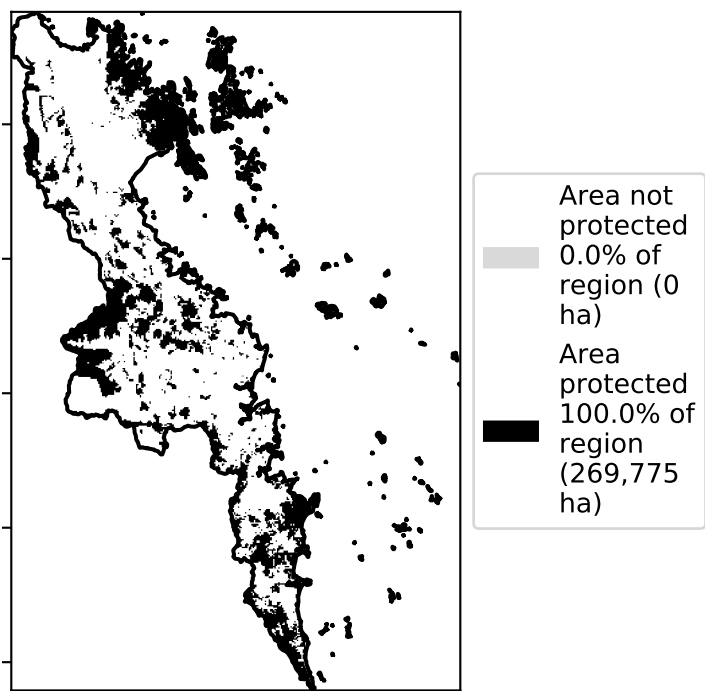 Area not
protected
0.0% of
region (0
ha)
Area
protected
100.0% of
region
(269,775
ha)